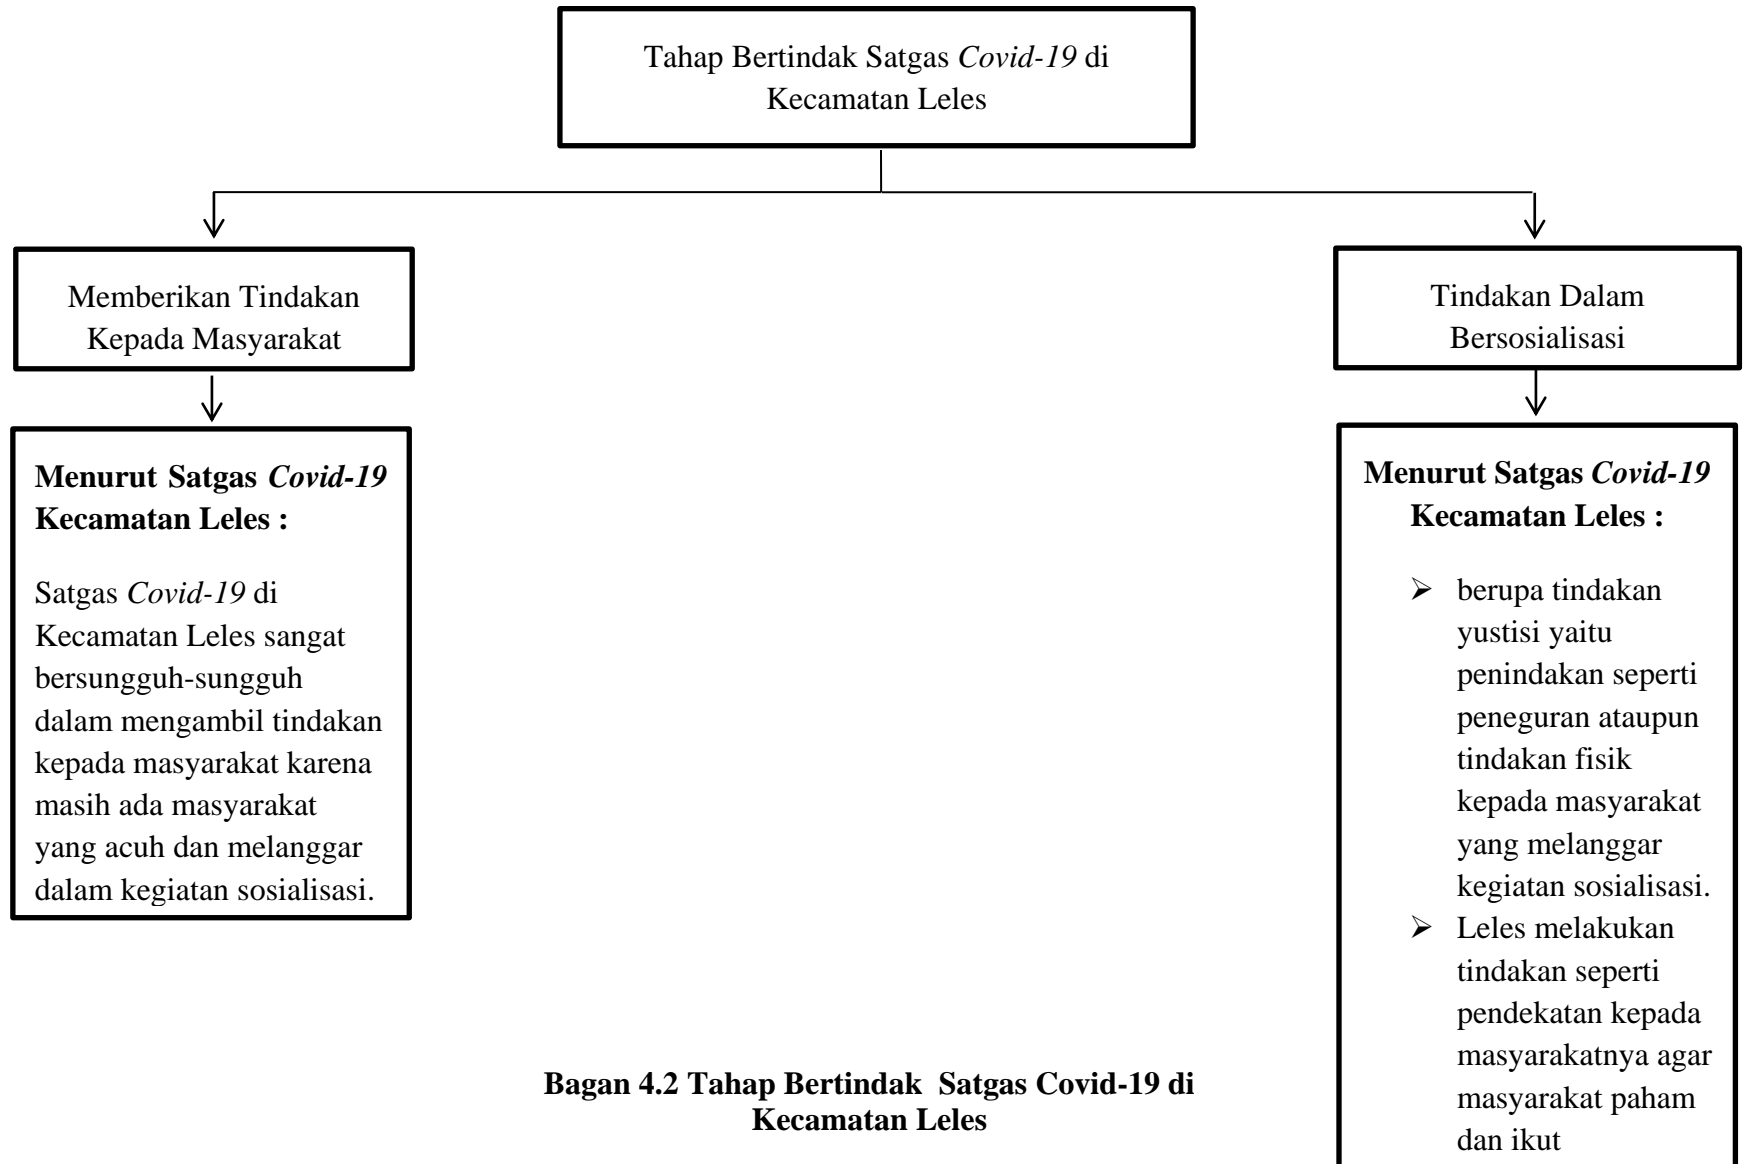 Tahap Bertindak Satgas Covid-19 di
Kecamatan Leles
Memberikan Tindakan
Kepada Masyarakat
Tindakan Dalam
Bersosialisasi
Menurut Satgas Covid-19
Kecamatan Leles :
Satgas Covid-19 di
Kecamatan Leles sangat
bersungguh-sungguh
dalam mengambil tindakan
kepada masyarakat karena
masih ada masyarakat
yang acuh dan melanggar
dalam kegiatan sosialisasi.
Menurut Satgas Covid-19
Kecamatan Leles :
➢ berupa tindakan
yustisi yaitu
penindakan seperti
peneguran ataupun
tindakan fisik
kepada masyarakat
yang melanggar
kegiatan sosialisasi.
➢ Leles melakukan
tindakan seperti
pendekatan kepada
masyarakatnya agar
masyarakat paham
dan ikut
Bagan 4.2 Tahap Bertindak Satgas Covid-19 di
Kecamatan Leles